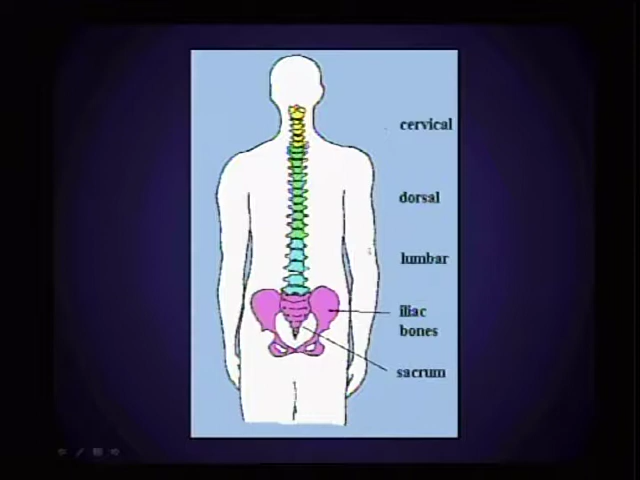 cervical
dorsal
lumbar
iliac
bones
sacrum